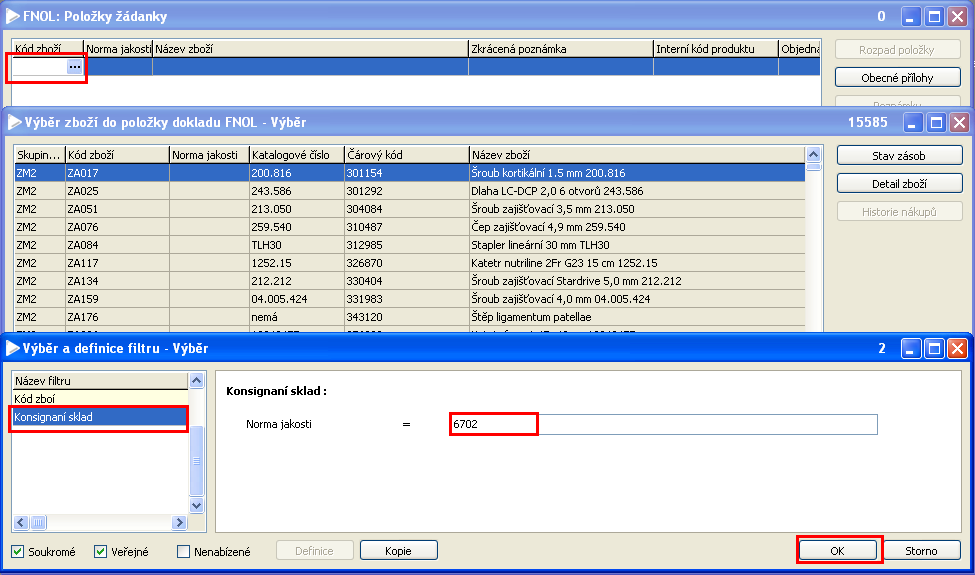 FNOL: Položky žádanky 0
Kód zboží Norma jakosti Název zboží Zkrácená poznámka Interní kód produktu Objedná
...
Rozpad položky
Obecné přílohy
Poznámku
Výběr zboží do položky dokladu FNOL - Výběr 15585
Skupin... Kód zboží Norma jakosti Katalogové číslo Čárový kód Název zboží
ZM2 ZA017 200.816 301154 Šroub kortikální 1.5 mm 200.816
ZM2 ZA025 243.586 301292 Dlaha LC-DCP 2,0 6 otvorů 243.586
ZM2 ZA051 213.050 304084 Šroub zajišťovací 3,5 mm 213.050
ZM2 ZA076 259.540 310487 Čep zajišťovací 4,9 mm 259.540
ZM2 ZA084 TLH30 312985 Stapler lineární 30 mm TLH30
ZM2 ZA117 1252.15 326870 Katetr nutriline 2Fr G23 15 cm 1252.15
ZM2 ZA134 212.212 330404 Šroub zajišťovací Stardrive 5,0 mm 212.212
ZM2 ZA159 04.005.424 331983 Šroub zajišťovací 4,0 mm 04.005.424
ZM2 ZA176 nemá 343120 Štěp ligamentum patellae
Stav zásob
Detail zboží
Historie nákupů
Výběr a definice filtru - Výběr 2
Název filtru
Kód zboí
Konsignaní sklad
Konsignaní sklad :
Norma jakosti = 6702
Soukromé Veřejné Nenabízené Definice Kopie OK Storno